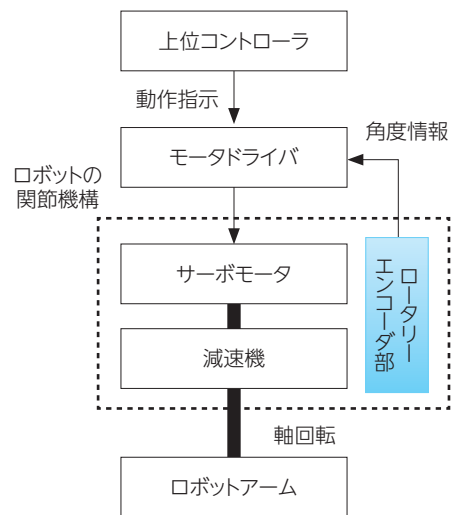 上位コントローラ
動作指示
角度情報
モータドライバ
ロボットの
関節機構
サーボモータ
ロータリー
エンコーダ部
減速機
軸回転
ロボットアーム